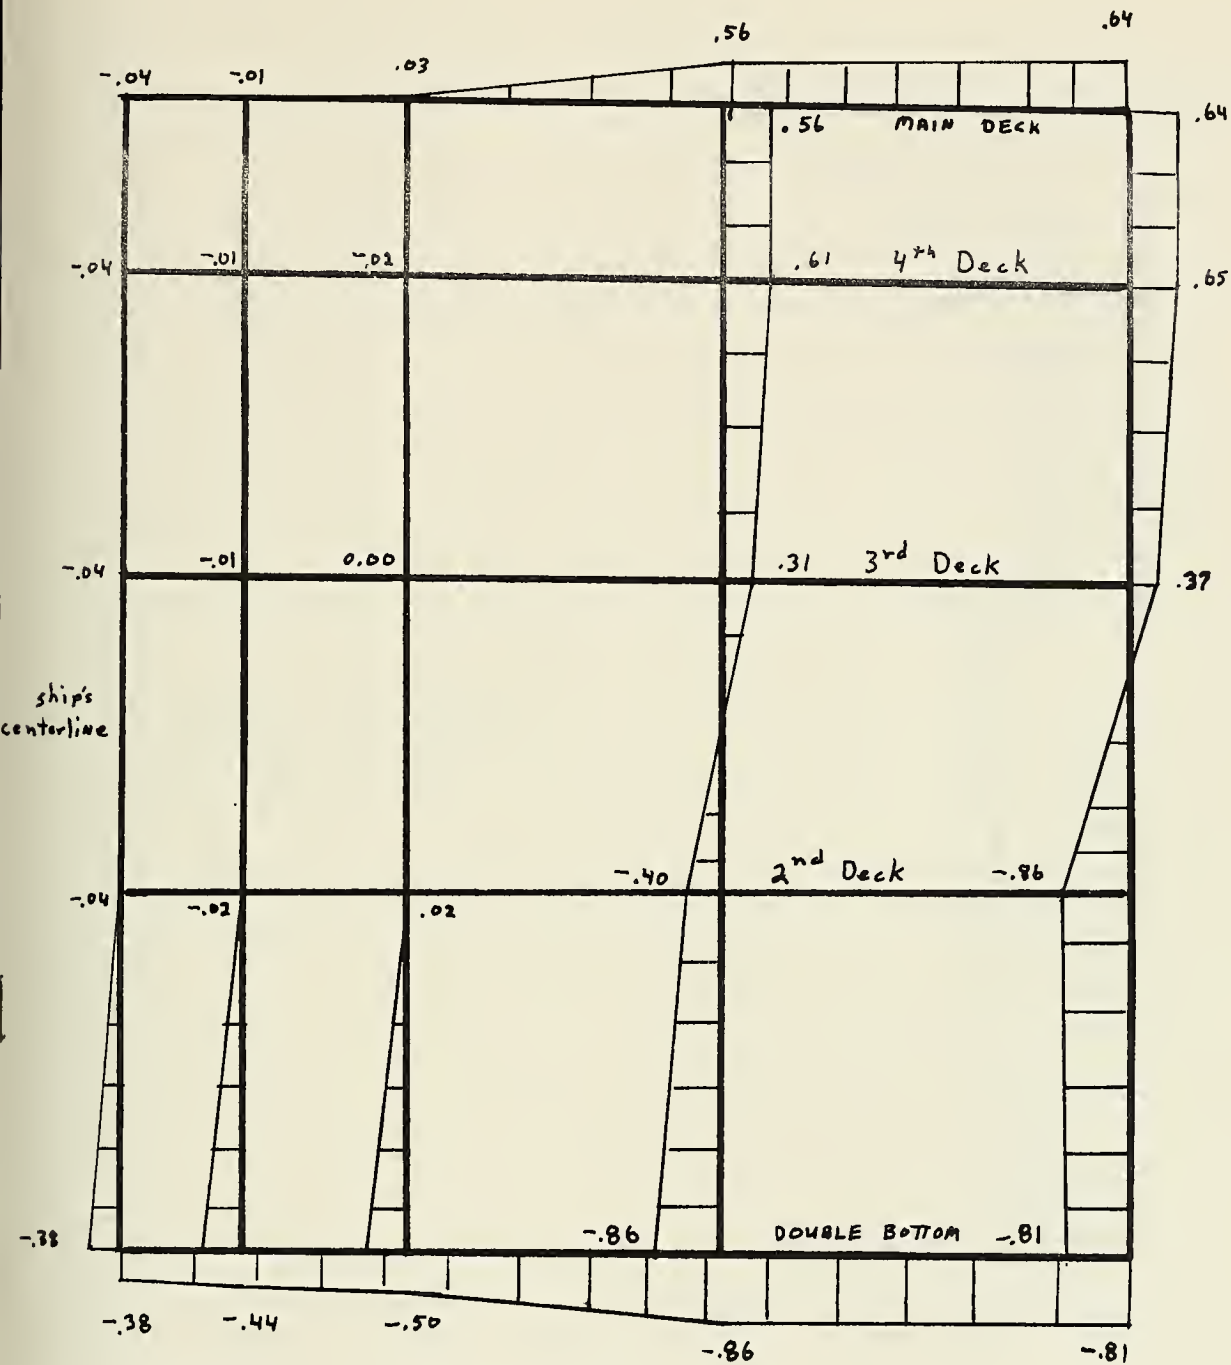 .56 .64
-.04 -.01 .03
.64
.56 MAIN DECK
-.04 -.01 -.02 .61 4th Deck
.65
-.04 -.01 0.00 .31 3rd Deck .37
ship's
centerline
-.40 2nd Deck -.86
-.04 -.02 .02
-.38 -.86 DOUBLE BOTTOM -.81
-.38 -.44 -.50
-.86 -.81